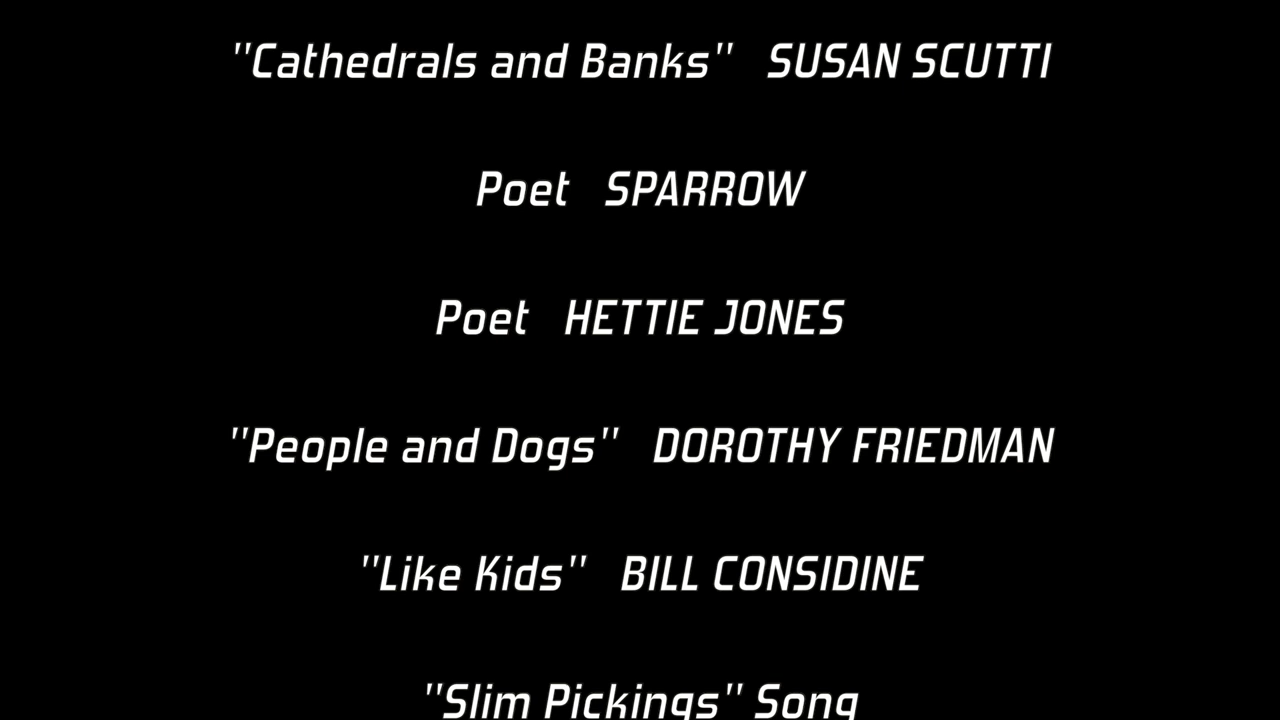 "Cathedrals and Banks" SUSAN SCUTTI
Poet SPARROW
Poet HETTIE JONES
"People and Dogs" DOROTHY FRIEDMAN
"Like Kids" BILL CONSIDINE
"Slim Pickings" Song